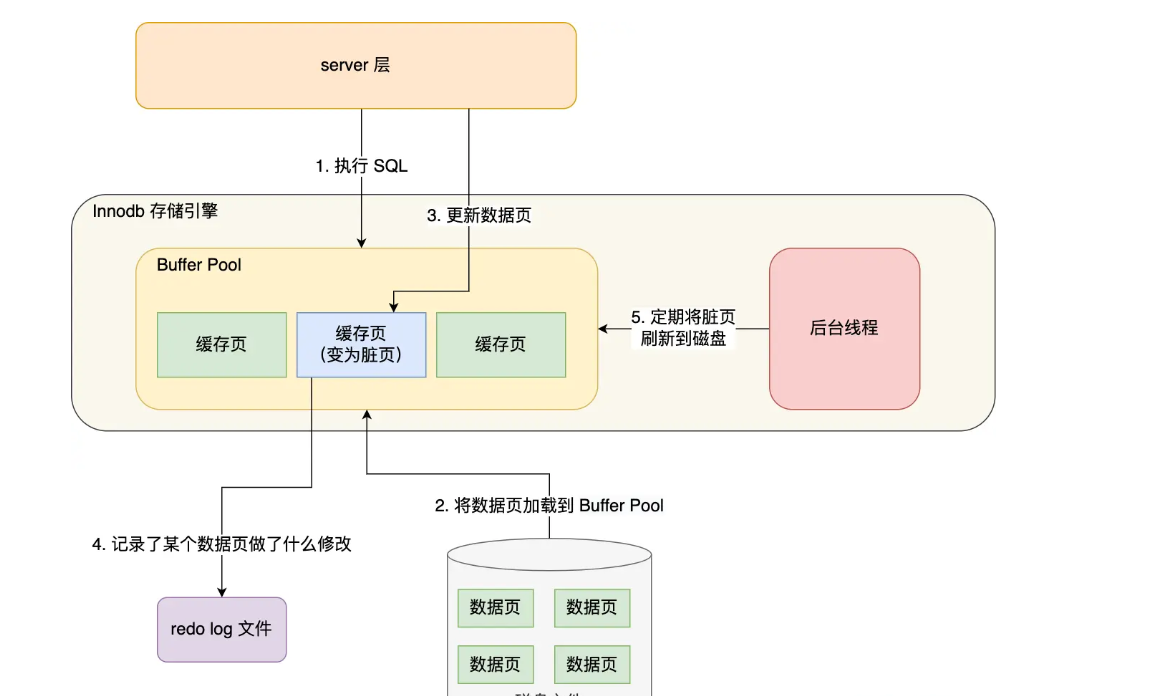 server 层
1. 执行 SQL
Innodb 存储引擎
3. 更新数据页
Buffer Pool
缓存页
缓存页
（变为脏页）
缓存页
5. 定期将脏页
刷新到磁盘
后台线程
2. 将数据页加载到 Buffer Pool
4. 记录了某个数据页做了什么修改
redo log 文件
数据页
数据页
数据页
数据页